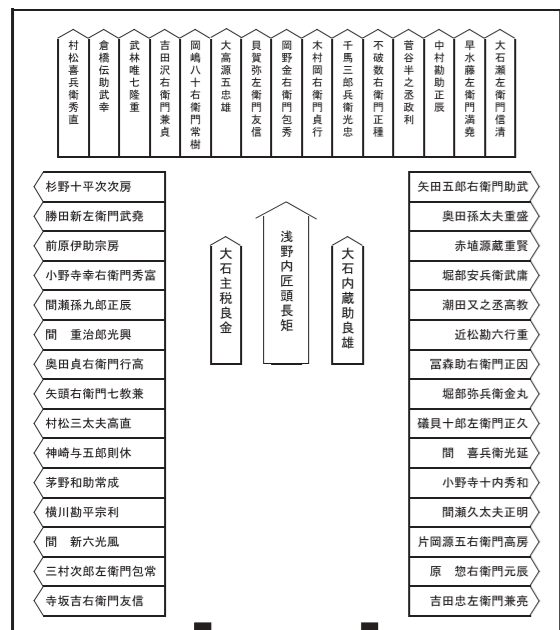 大石瀬左衛門信清
早水藤左衛門満堯
中村勘助正辰
菅谷半之丞政利
不破数右衛門正種
千馬三郎兵衛光忠
木村岡右衛門貞行
岡野金右衛門包秀
貝賀弥左衛門友信
大高源五忠雄
岡嶋八十右衛門常樹
吉田沢右衛門兼貞
武林唯七隆重
倉橋伝助武幸
村松喜兵衛秀直
矢田五郎右衛門助武
奥田孫太夫重盛
赤埴源蔵重賢
堀部安兵衛武庸
潮田又之丞高教
近松勘六行重
冨森助右衛門正因
堀部弥兵衛金丸
礒貝十郎左衛門正久
間　喜兵衛光延
小野寺十内秀和
間瀬久太夫正明
片岡源五右衛門高房
原　惣右衛門元辰
吉田忠左衛門兼亮
大石内蔵助良雄
浅野内匠頭長矩
大石主税良金
杉野十平次次房
勝田新左衛門武堯
前原伊助宗房
小野寺幸右衛門秀富
間瀬孫九郎正辰
間　重治郎光興
奥田貞右衛門行高
矢頭右衛門七教兼
村松三太夫高直
神崎与五郎則休
茅野和助常成
横川勘平宗利
間　新六光風
三村次郎左衛門包常
寺坂吉右衛門友信